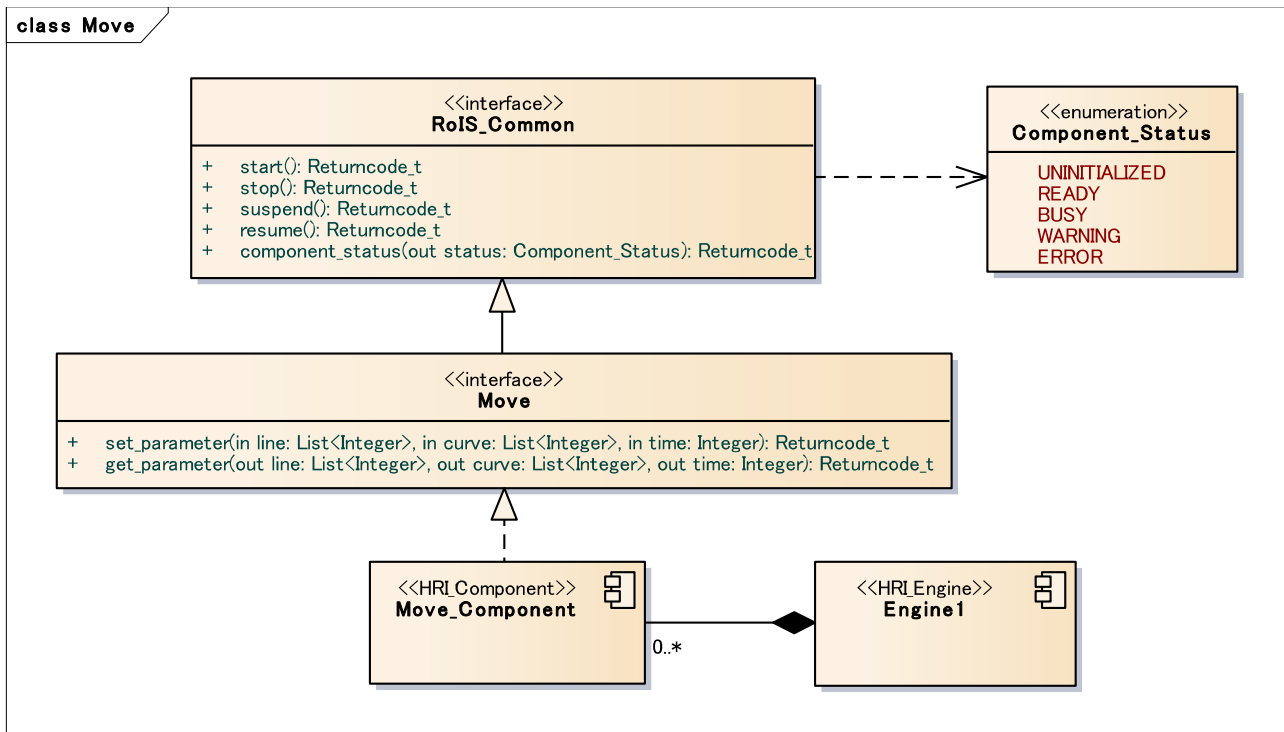 class Move
<<interface>>
RoIS_Common
+ start(): Returncode_t
+ stop(): Returncode_t
+ suspend(): Returncode_t
+ resume(): Returncode_t
+ component_status(out status: Component_Status): Returncode_t
<<enumeration>>
Component_Status
UNINITIALIZED
READY
BUSY
WARNING
ERROR
<<interface>>
Move
+ set_parameter(in line: List<Integer>, in curve: List<Integer>, in time: Integer): Returncode_t
+ get_parameter(out line: List<Integer>, out curve: List<Integer>, out time: Integer): Returncode_t
<<HRI_Component>>
Move_Component
0..*
<<HRI_Engine>>
Engine1